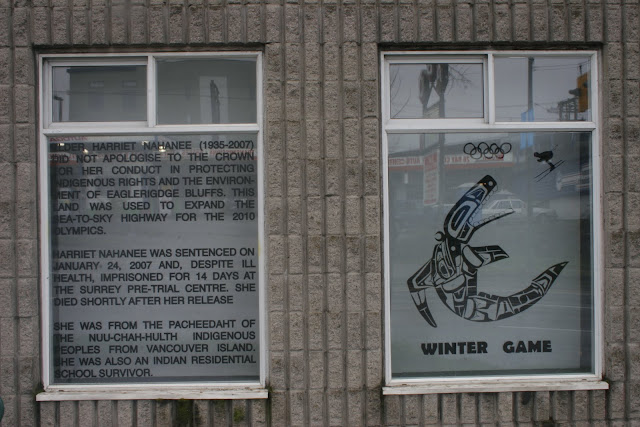 ELDER HARRIET NAHANEE (1935-2007)
DID NOT APOLOGISE TO THE CROWN
FOR HER CONDUCT IN PROTECTING
INDIGENOUS RIGHTS AND THE ENVIRON-
MENT OF EAGLERIGDGE BLUFFS. THIS
LAND WAS USED TO EXPAND THE
SEA-TO-SKY HIGHWAY FOR THE 2010
OLYMPICS.
HARRIET NAHANEE WAS SENTENCED ON
JANUARY 24, 2007 AND, DESPITE ILL
HEALTH, IMPRISONED FOR 14 DAYS AT
THE SURREY PRE-TRIAL CENTRE. SHE
DIED SHORTLY AFTER HER RELEASE
SHE WAS FROM THE PACHEEDAHT OF
THE NUU-CHAH-HULTH INDIGENOUS
PEOPLES FROM VANCOUVER ISLAND.
SHE WAS ALSO AN INDIAN RESIDENTIAL
SCHOOL SURVIVOR.
WINTER GAME